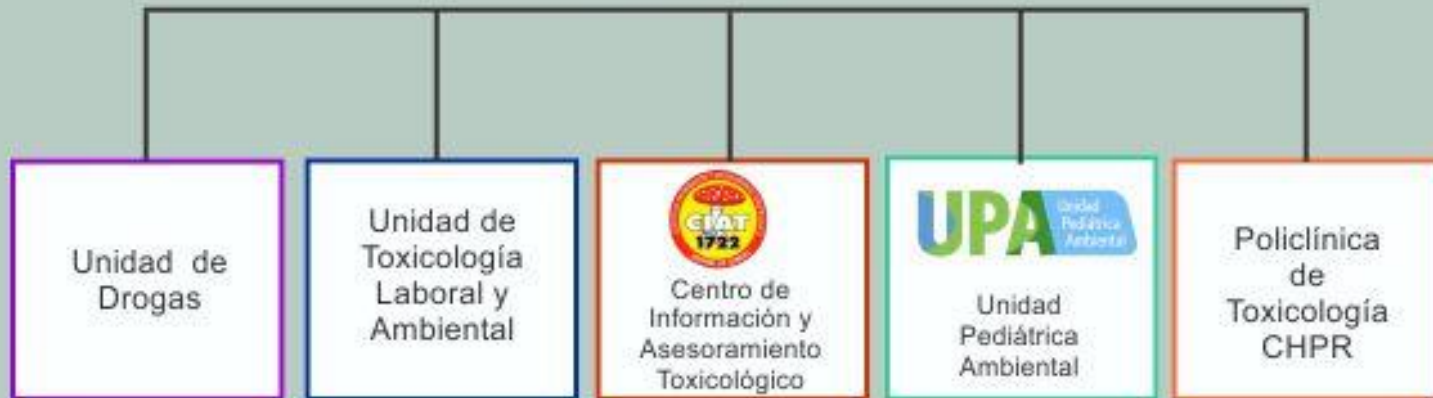 Unidad de
Drogas
Unidad de
Toxicología
Laboral y
Ambiental
CIAT
1722
Centro de
Información y
Asesoramiento
Toxicológico
UPA
Unidad
Pediátrica
Ambiental
Unidad
Pediátrica
Ambiental
Policlínica
de
Toxicología
CHPR